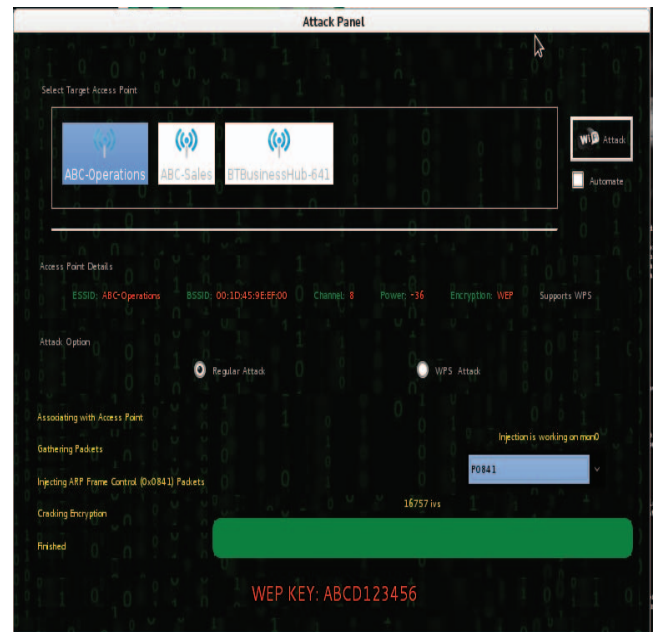 Attack Panel
Select Target Access Point
ABC-Operations
ABC-Sales
BTBusinessHub-641
WiFi Attack
Automate
Access Point Details
ESSID: ABC-Operations BSSID: 00:1D:45:9E:EF:00 Channel: 8 Power: -36 Encryption: WEP Supports WPS
Attack Option
Regular Attack WPS Attack
Associating with Access Point
Injection is working on mon0
Gathering Packets
P0841
Injecting ARP Frame Control (0x0841) Packets
16757 ivs
Cracking Encryption
Finished
WEP KEY: ABCD123456